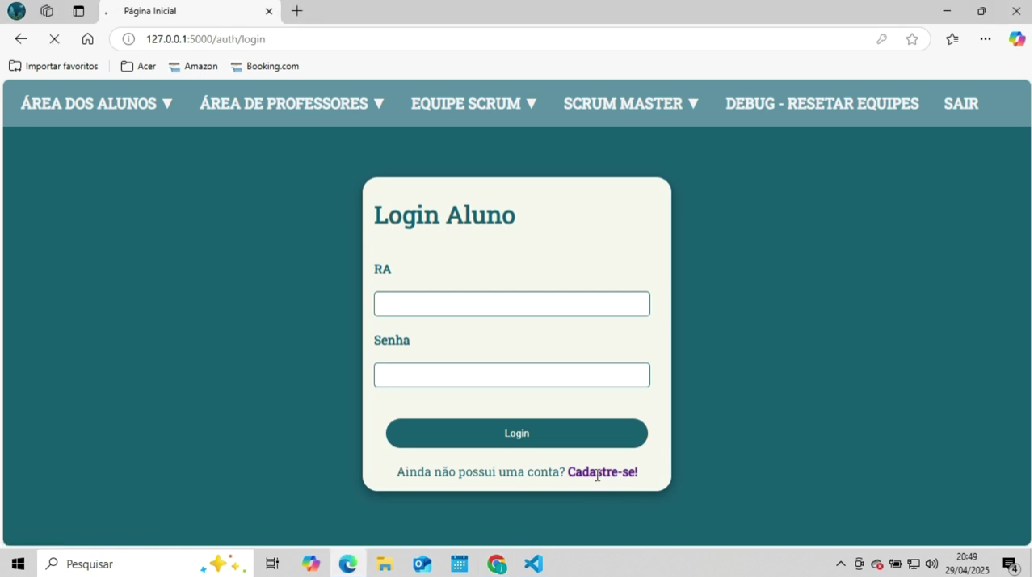 Página Inicial
127.0.0.1:5000/auth/login
Importar favoritos
Acer
Amazon
Booking.com
ÁREA DOS ALUNOS ▼
ÁREA DE PROFESSORES ▼
EQUIPE SCRUM ▼
SCRUM MASTER ▼
DEBUG - RESETAR EQUIPES
SAIR
Login Aluno
RA
Senha
Login
Ainda não possui uma conta? Cadastre-se!
Pesquisar
20:49
29/04/2025
4